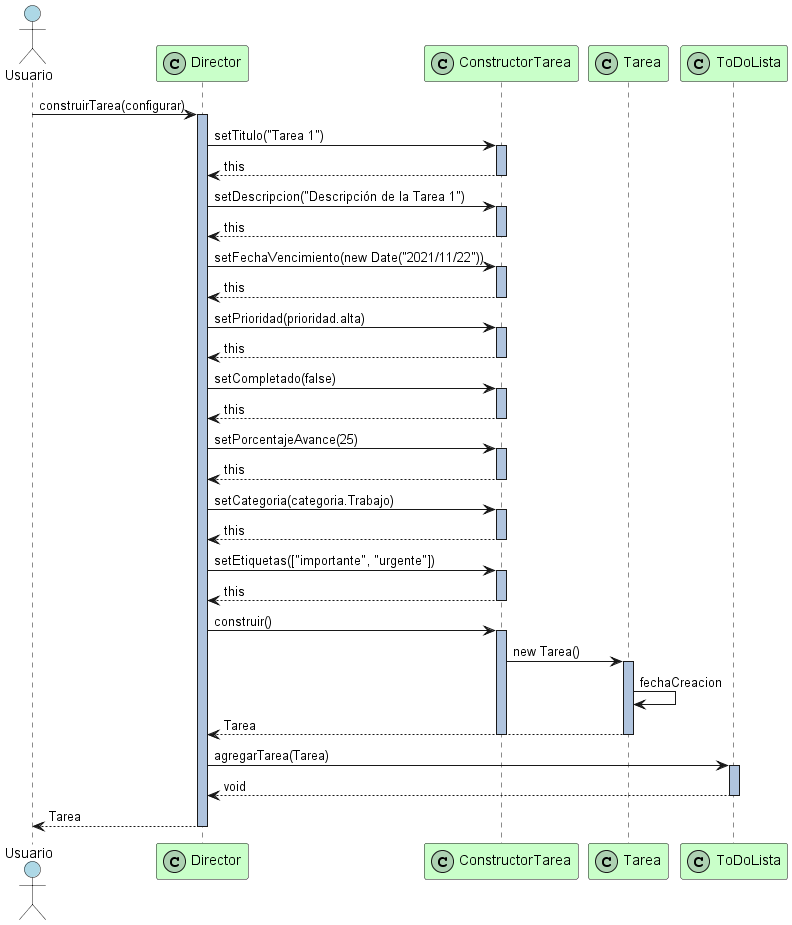 Usuario
C Director
C ConstructorTarea
C Tarea
C ToDoLista
construirTarea(configurar)
setTitulo("Tarea 1")
this
setDescripcion("Descripción de la Tarea 1")
this
setFechaVencimiento(new Date("2021/11/22"))
this
setPrioridad(prioridad.alta)
this
setCompletado(false)
this
setPorcentajeAvance(25)
this
setCategoria(categoria.Trabajo)
this
setEtiquetas(["importante", "urgente"])
this
construir()
new Tarea()
fechaCreacion
Tarea
agregarTarea(Tarea)
void
Tarea
Usuario
C Director
C ConstructorTarea
C Tarea
C ToDoLista